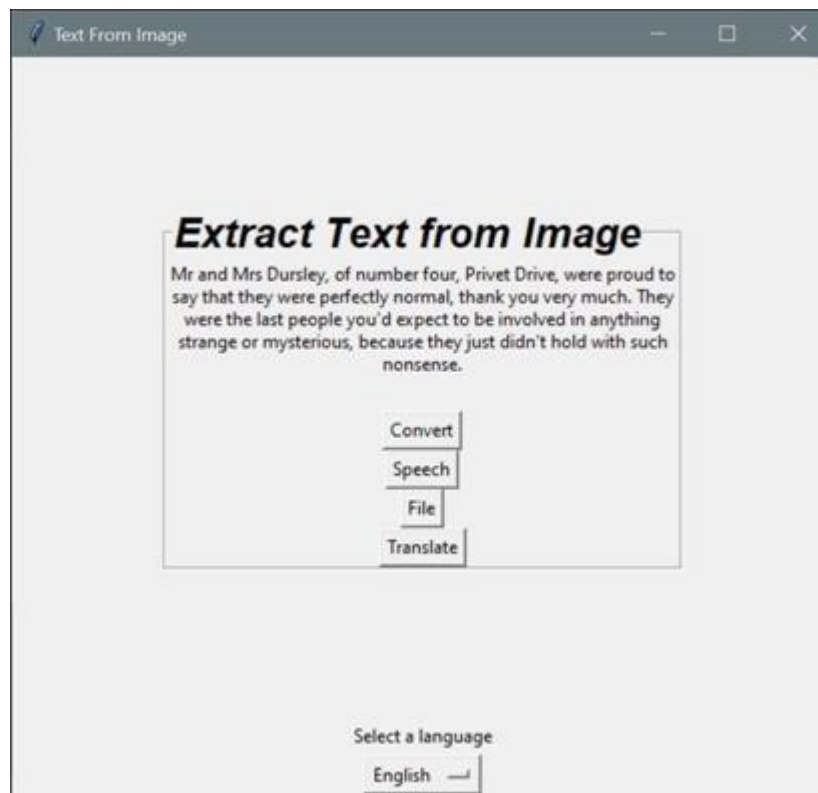 Text From Image
Extract Text from Image
Mr and Mrs Dursley, of number four, Privet Drive, were proud to
say that they were perfectly normal, thank you very much. They
were the last people you'd expect to be involved in anything
strange or mysterious, because they just didn't hold with such
nonsense.
Convert
Speech
File
Translate
Select a language
English